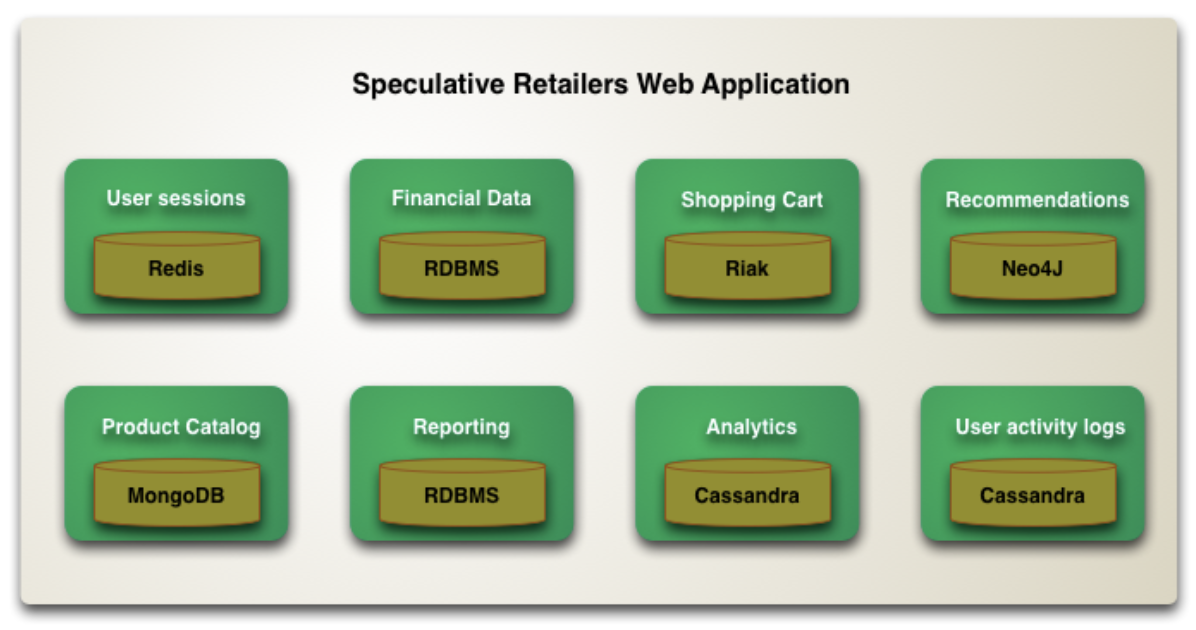 Speculative Retailers Web Application
User sessions
Redis
Financial Data
RDBMS
Shopping Cart
Riak
Recommendations
Neo4J
Product Catalog
MongoDB
Reporting
RDBMS
Analytics
Cassandra
User activity logs
Cassandra